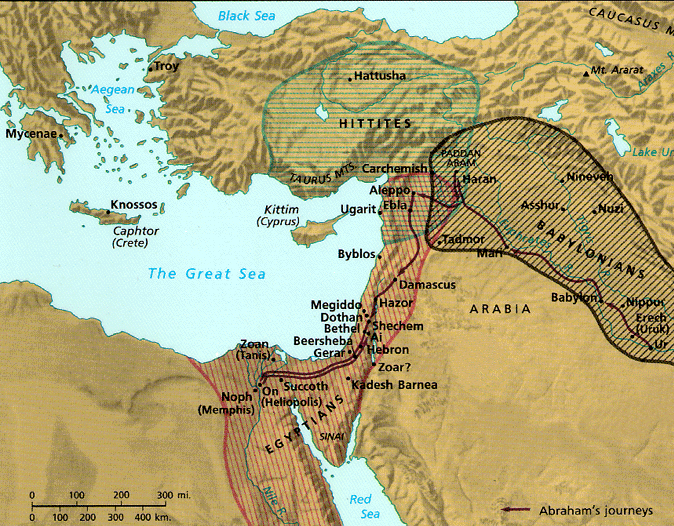 Black Sea
CAUCASUS M
Troy
Hattusha
Mt. Ararat
Araxes R.
Aegean
Sea
HITTITES
Mycenae
Lake Ur
PADDAN
ARAM
Carchemish
TAURUS MTS.
Haran
Nineveh
Aleppo
Knossos
Kittim
(Cyprus)
Ugarit
Ebla
Asshur
Nuzi
Caphtor
(Crete)
Tigris R.
Euphrates R.
BABYLONIANS
Tadmor
Mari
Byblos
The Great Sea
Damascus
Babylon
Nippur
Megiddo
Hazor
ARABIA
Dothan
Erech
(Uruk)
Bethel
Shechem
Ai
Ur
Beersheba
Zoan
(Tanis)
Gerar
Hebron
Zoar?
Noph
(Memphis)
On
(Heliopolis)
Succoth
Kadesh Barnea
EGYPTIANS
SINAI
Nile R.
Red
Sea
0 100 200 300 mi.
0 100 200 300 400 km.
Abraham's journeys